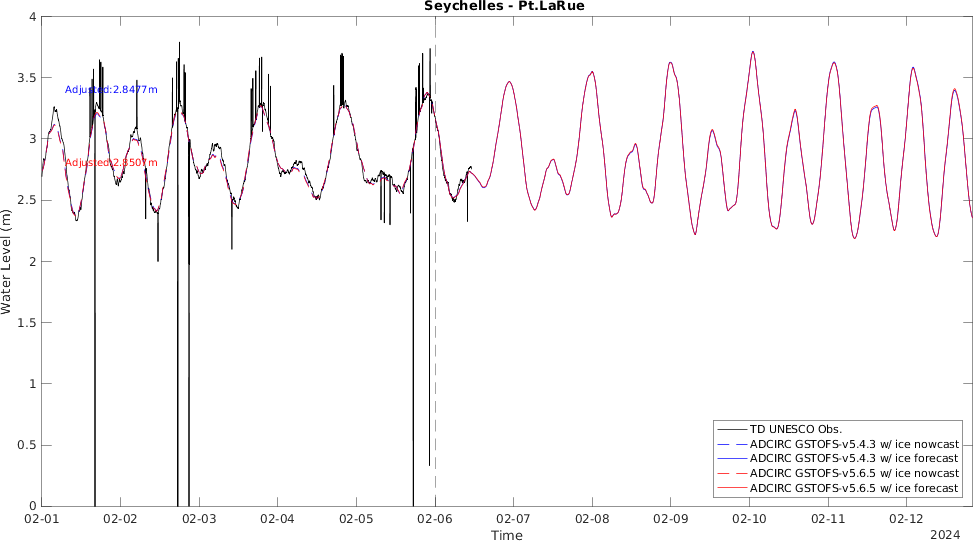 Seychelles - Pt.LaRue
4
3.5
3
2.5
2
1.5
1
0.5
0
Water Level (m)
Adjusted:2.8477m
Adjusted:2.8507m
TD UNESCO Obs.
ADCIRC GSTOFS-v5.4.3 w/ ice nowcast
ADCIRC GSTOFS-v5.4.3 w/ ice forecast
ADCIRC GSTOFS-v5.6.5 w/ ice nowcast
ADCIRC GSTOFS-v5.6.5 w/ ice forecast
02-01 02-02 02-03 02-04 02-05 02-06 02-07 02-08 02-09 02-10 02-11 02-12
Time
2024